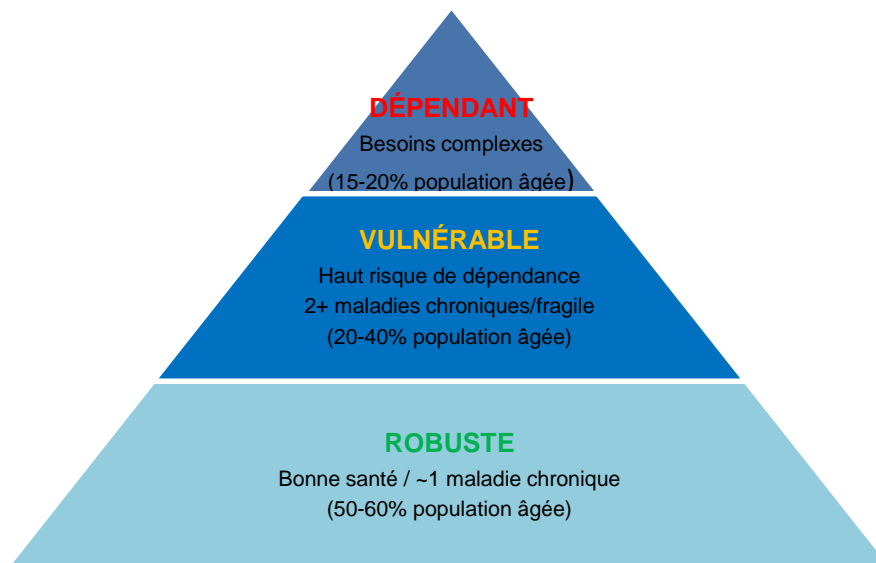 DÉPENDANT
Besoins complexes
(15-20% population âgée)
VULNÉRABLE
Haut risque de dépendance
2+ maladies chroniques/fragile
(20-40% population âgée)
ROBUSTE
Bonne santé / ~1 maladie chronique
(50-60% population âgée)